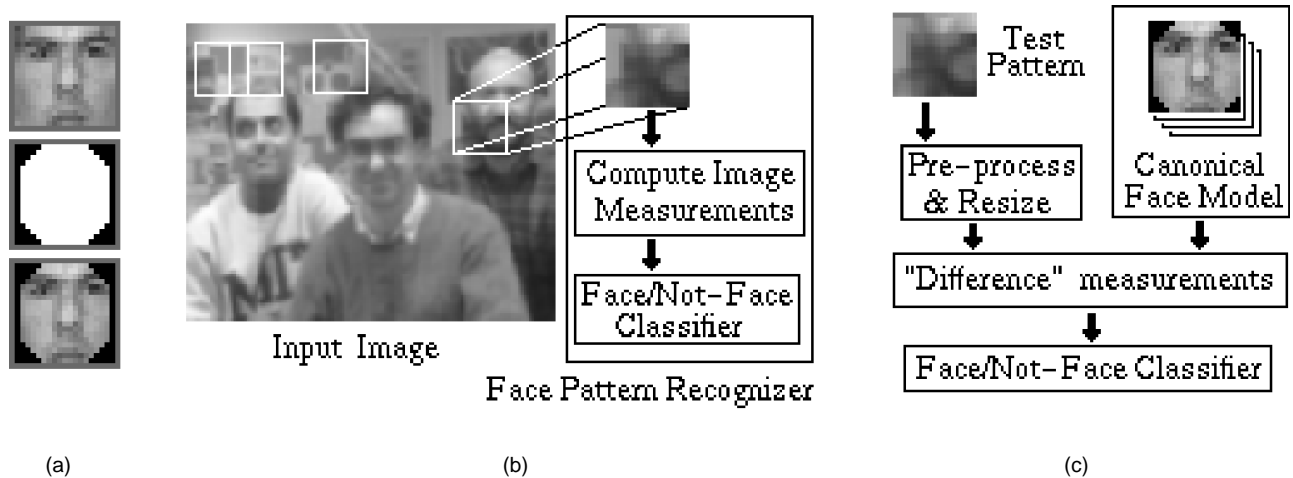 Compute Image
Measurements
Face/Not-Face
Classifier
Input Image
Face Pattern Recognizer
Test
Pattern
Pre-process
& Resize
Canonical
Face Model
"Difference" measurements
Face/Not-Face Classifier
(a)
(b)
(c)